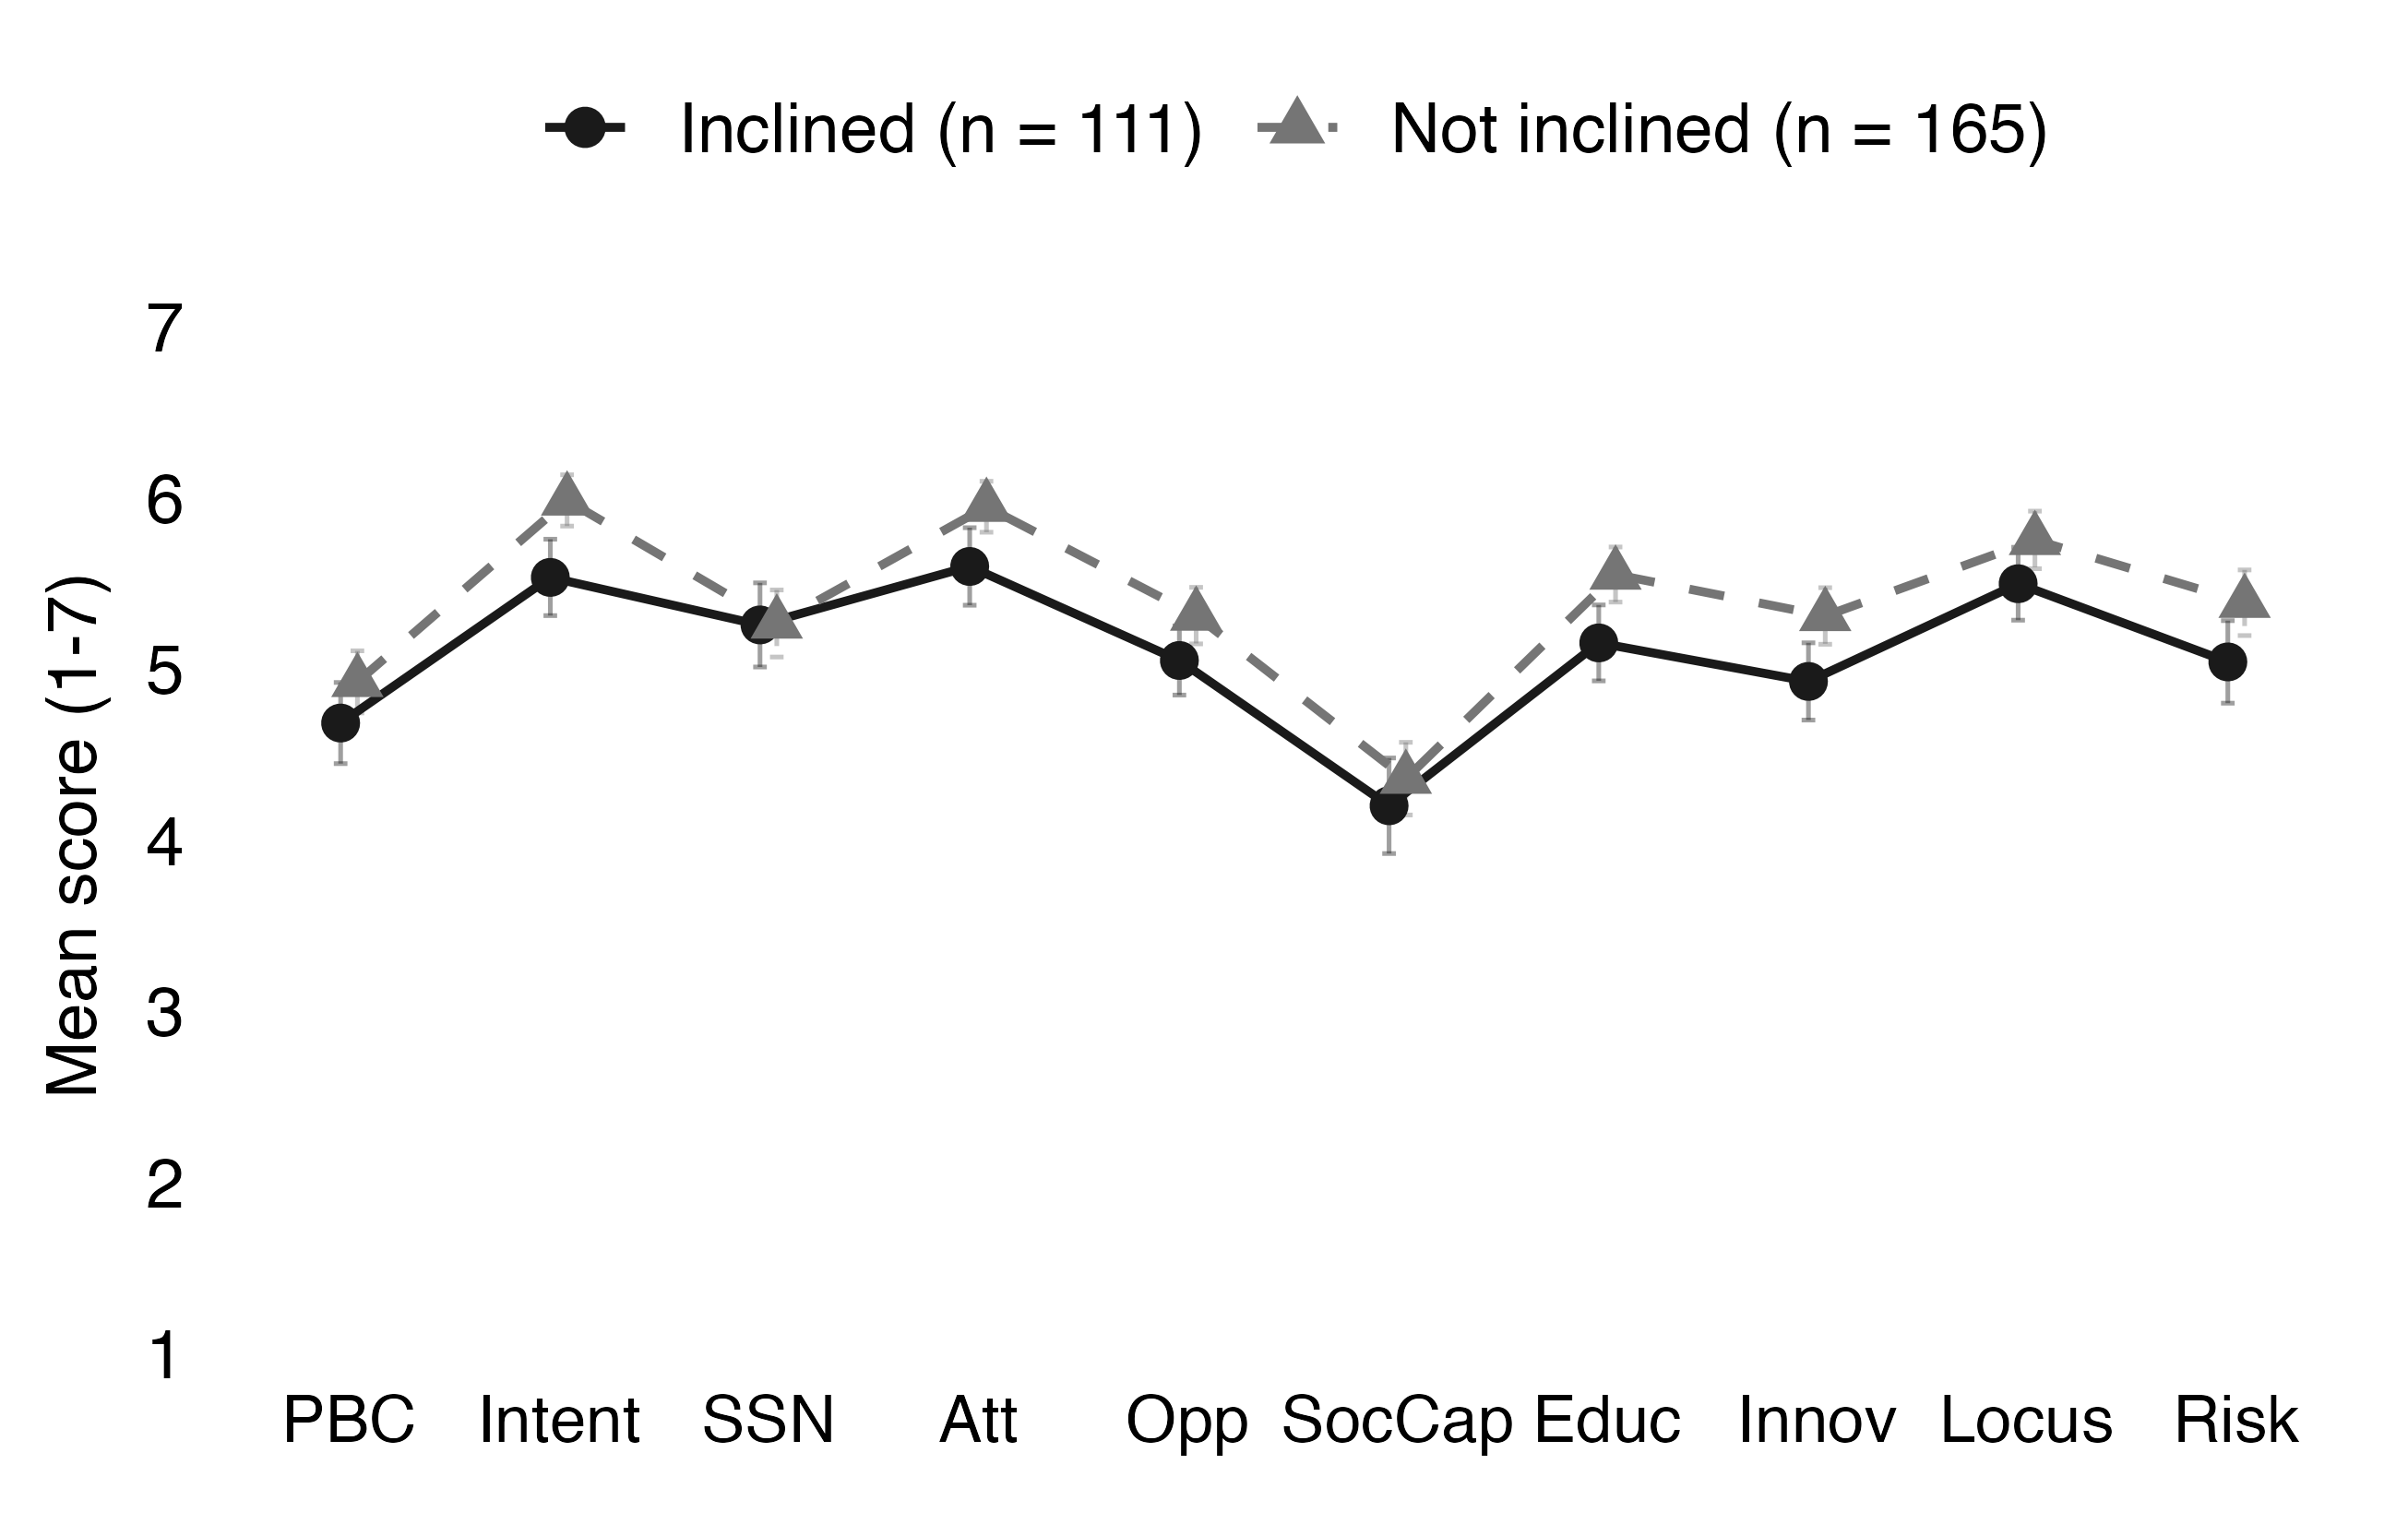 Inclined (n = 111) Not inclined (n = 165)
Mean score (1-7)
7
6
5
4
3
2
1
PBC Intent SSN Att Opp SocCap Educ Innov Locus Risk